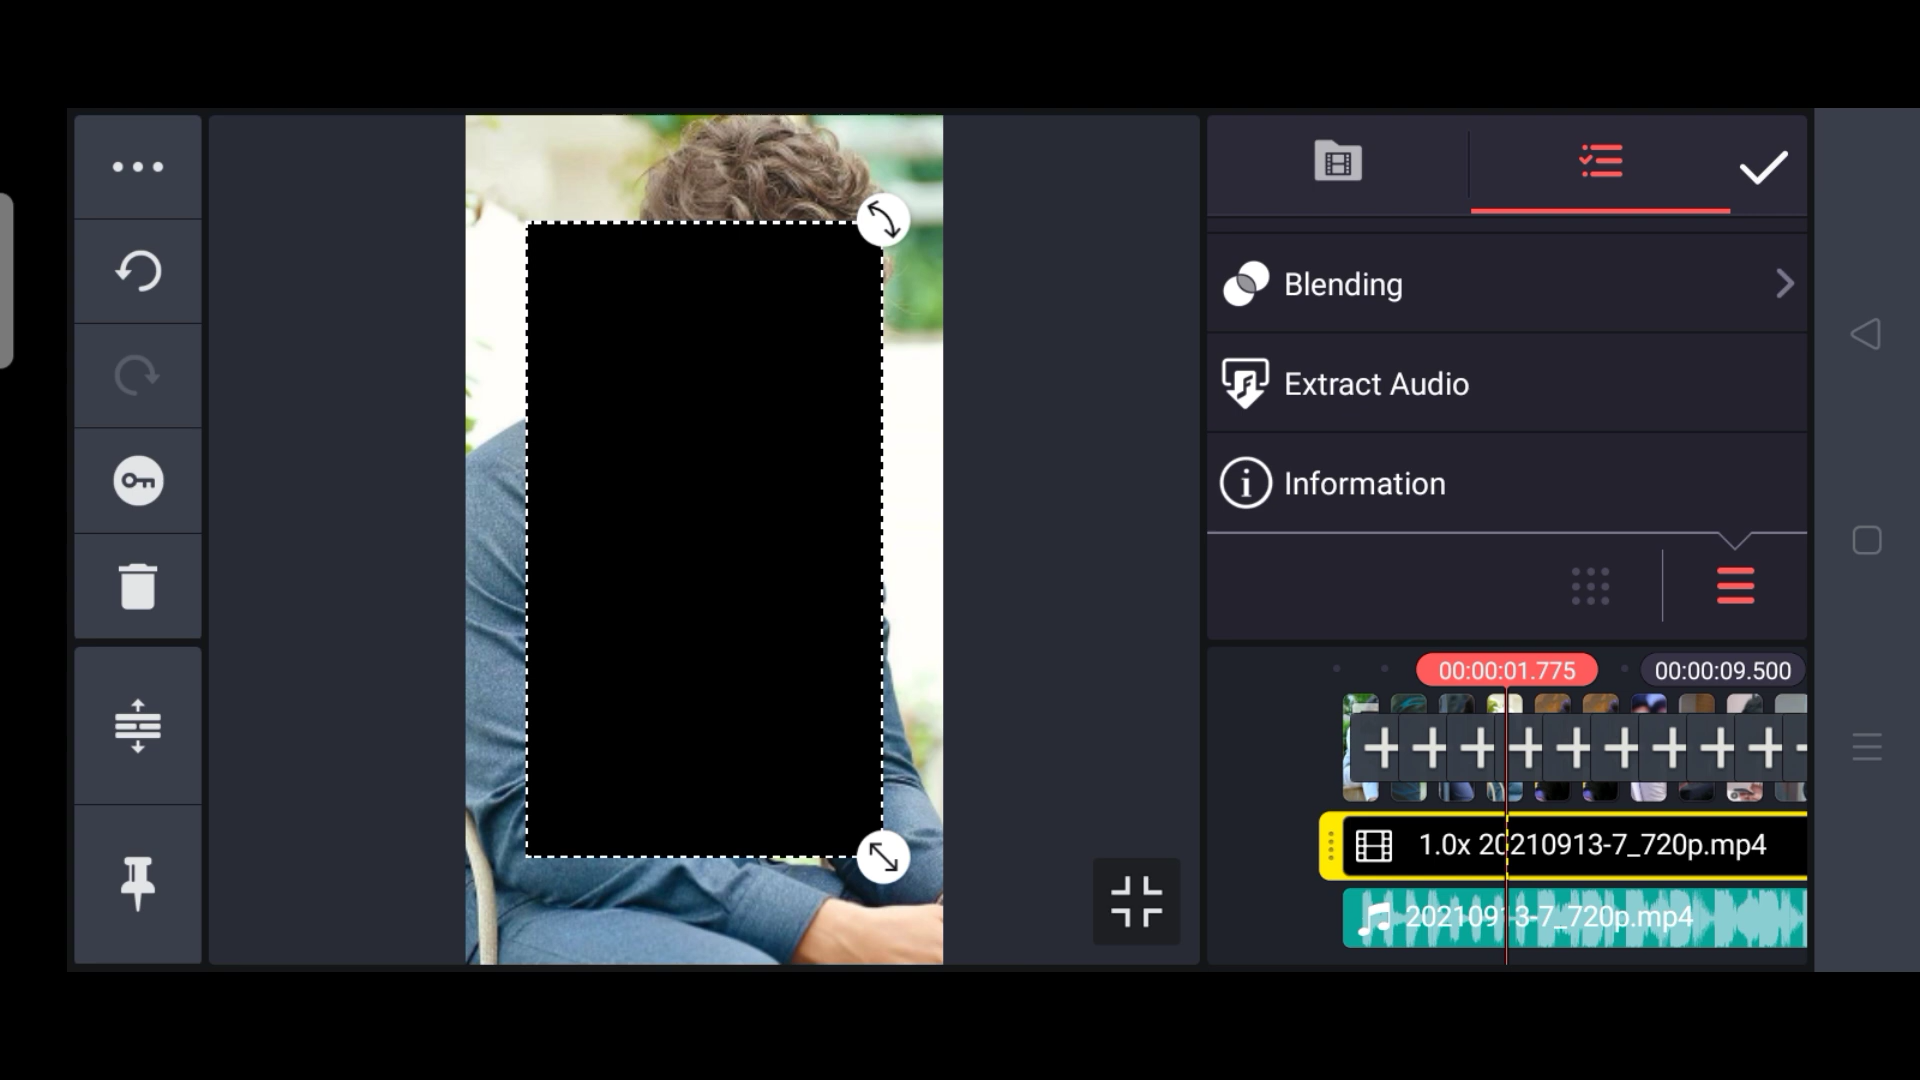 Blending
Extract Audio
Information
00:00:01.775
00:00:09.500
1.0x 20210913-7_720p.mp4
20210913-7_720p.mp4